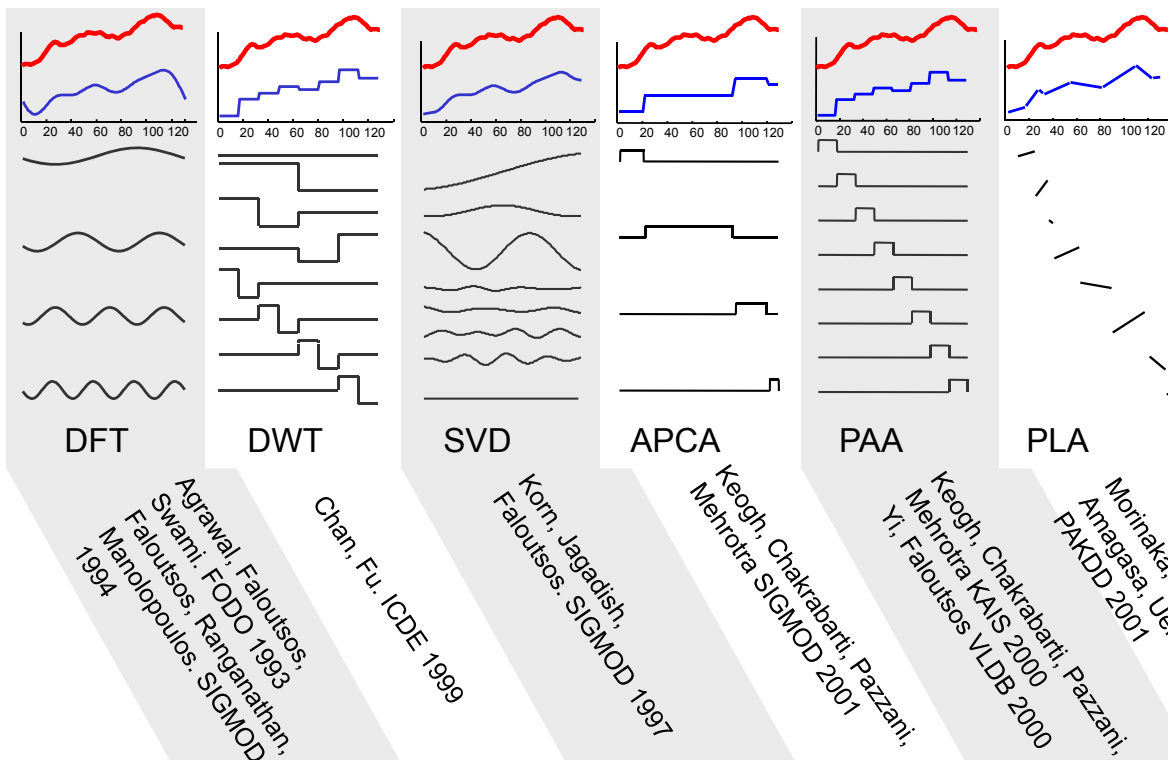 0 20 40 60 80 100 120
0 20 40 60 80 100 120
0 20 40 60 80 100 120
0 20 40 60 80 100 120
0 20 40 60 80 100 120
0 20 40 60 80 100 120
DFT
DWT
SVD
APCA
PAA
PLA
Agrawal, Faloutsos,
Swami. FODO 1993
Faloutsos, Ranganathan,
Manolopoulos. SIGMOD
1994
Chan, Fu. ICDE 1999
Korn, Jagadish,
Faloutsos. SIGMOD 1997
Keogh, Chakrabarti, Pazzani,
Mehrotra SIGMOD 2001
Keogh, Chakrabarti, Pazzani,
Mehrotra KAIS 2000
Yi, Faloutsos VLDB 2000
Morinaka,
Amagasa,
PAKDD 2001